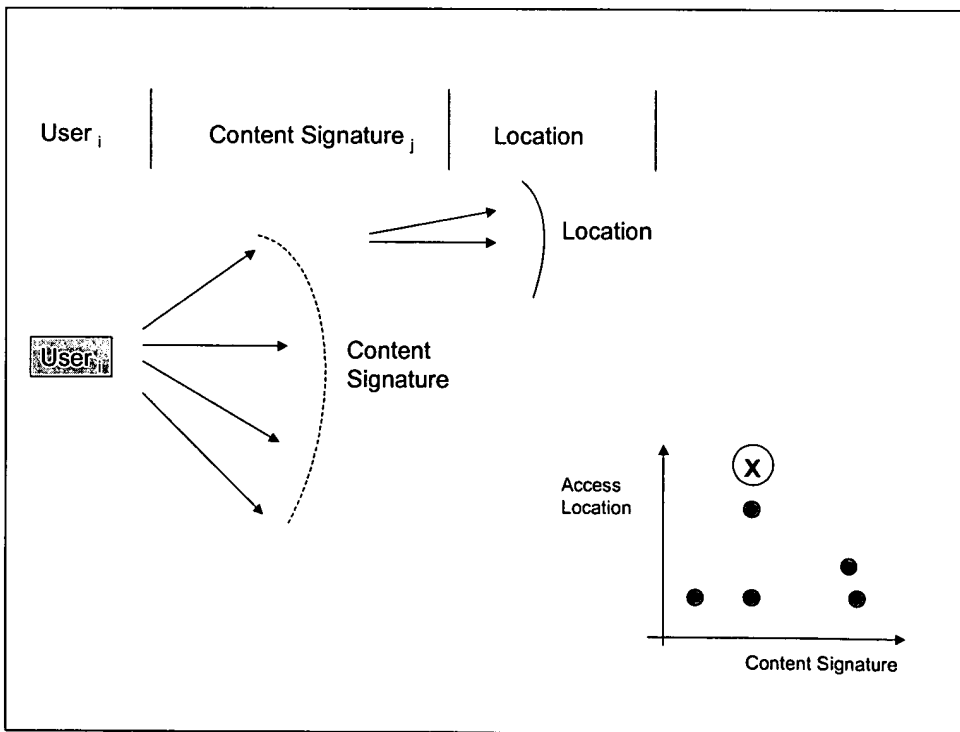 User i
Content Signature j
Location
Location
User i
Content
Signature
X
Access
Location
Content Signature